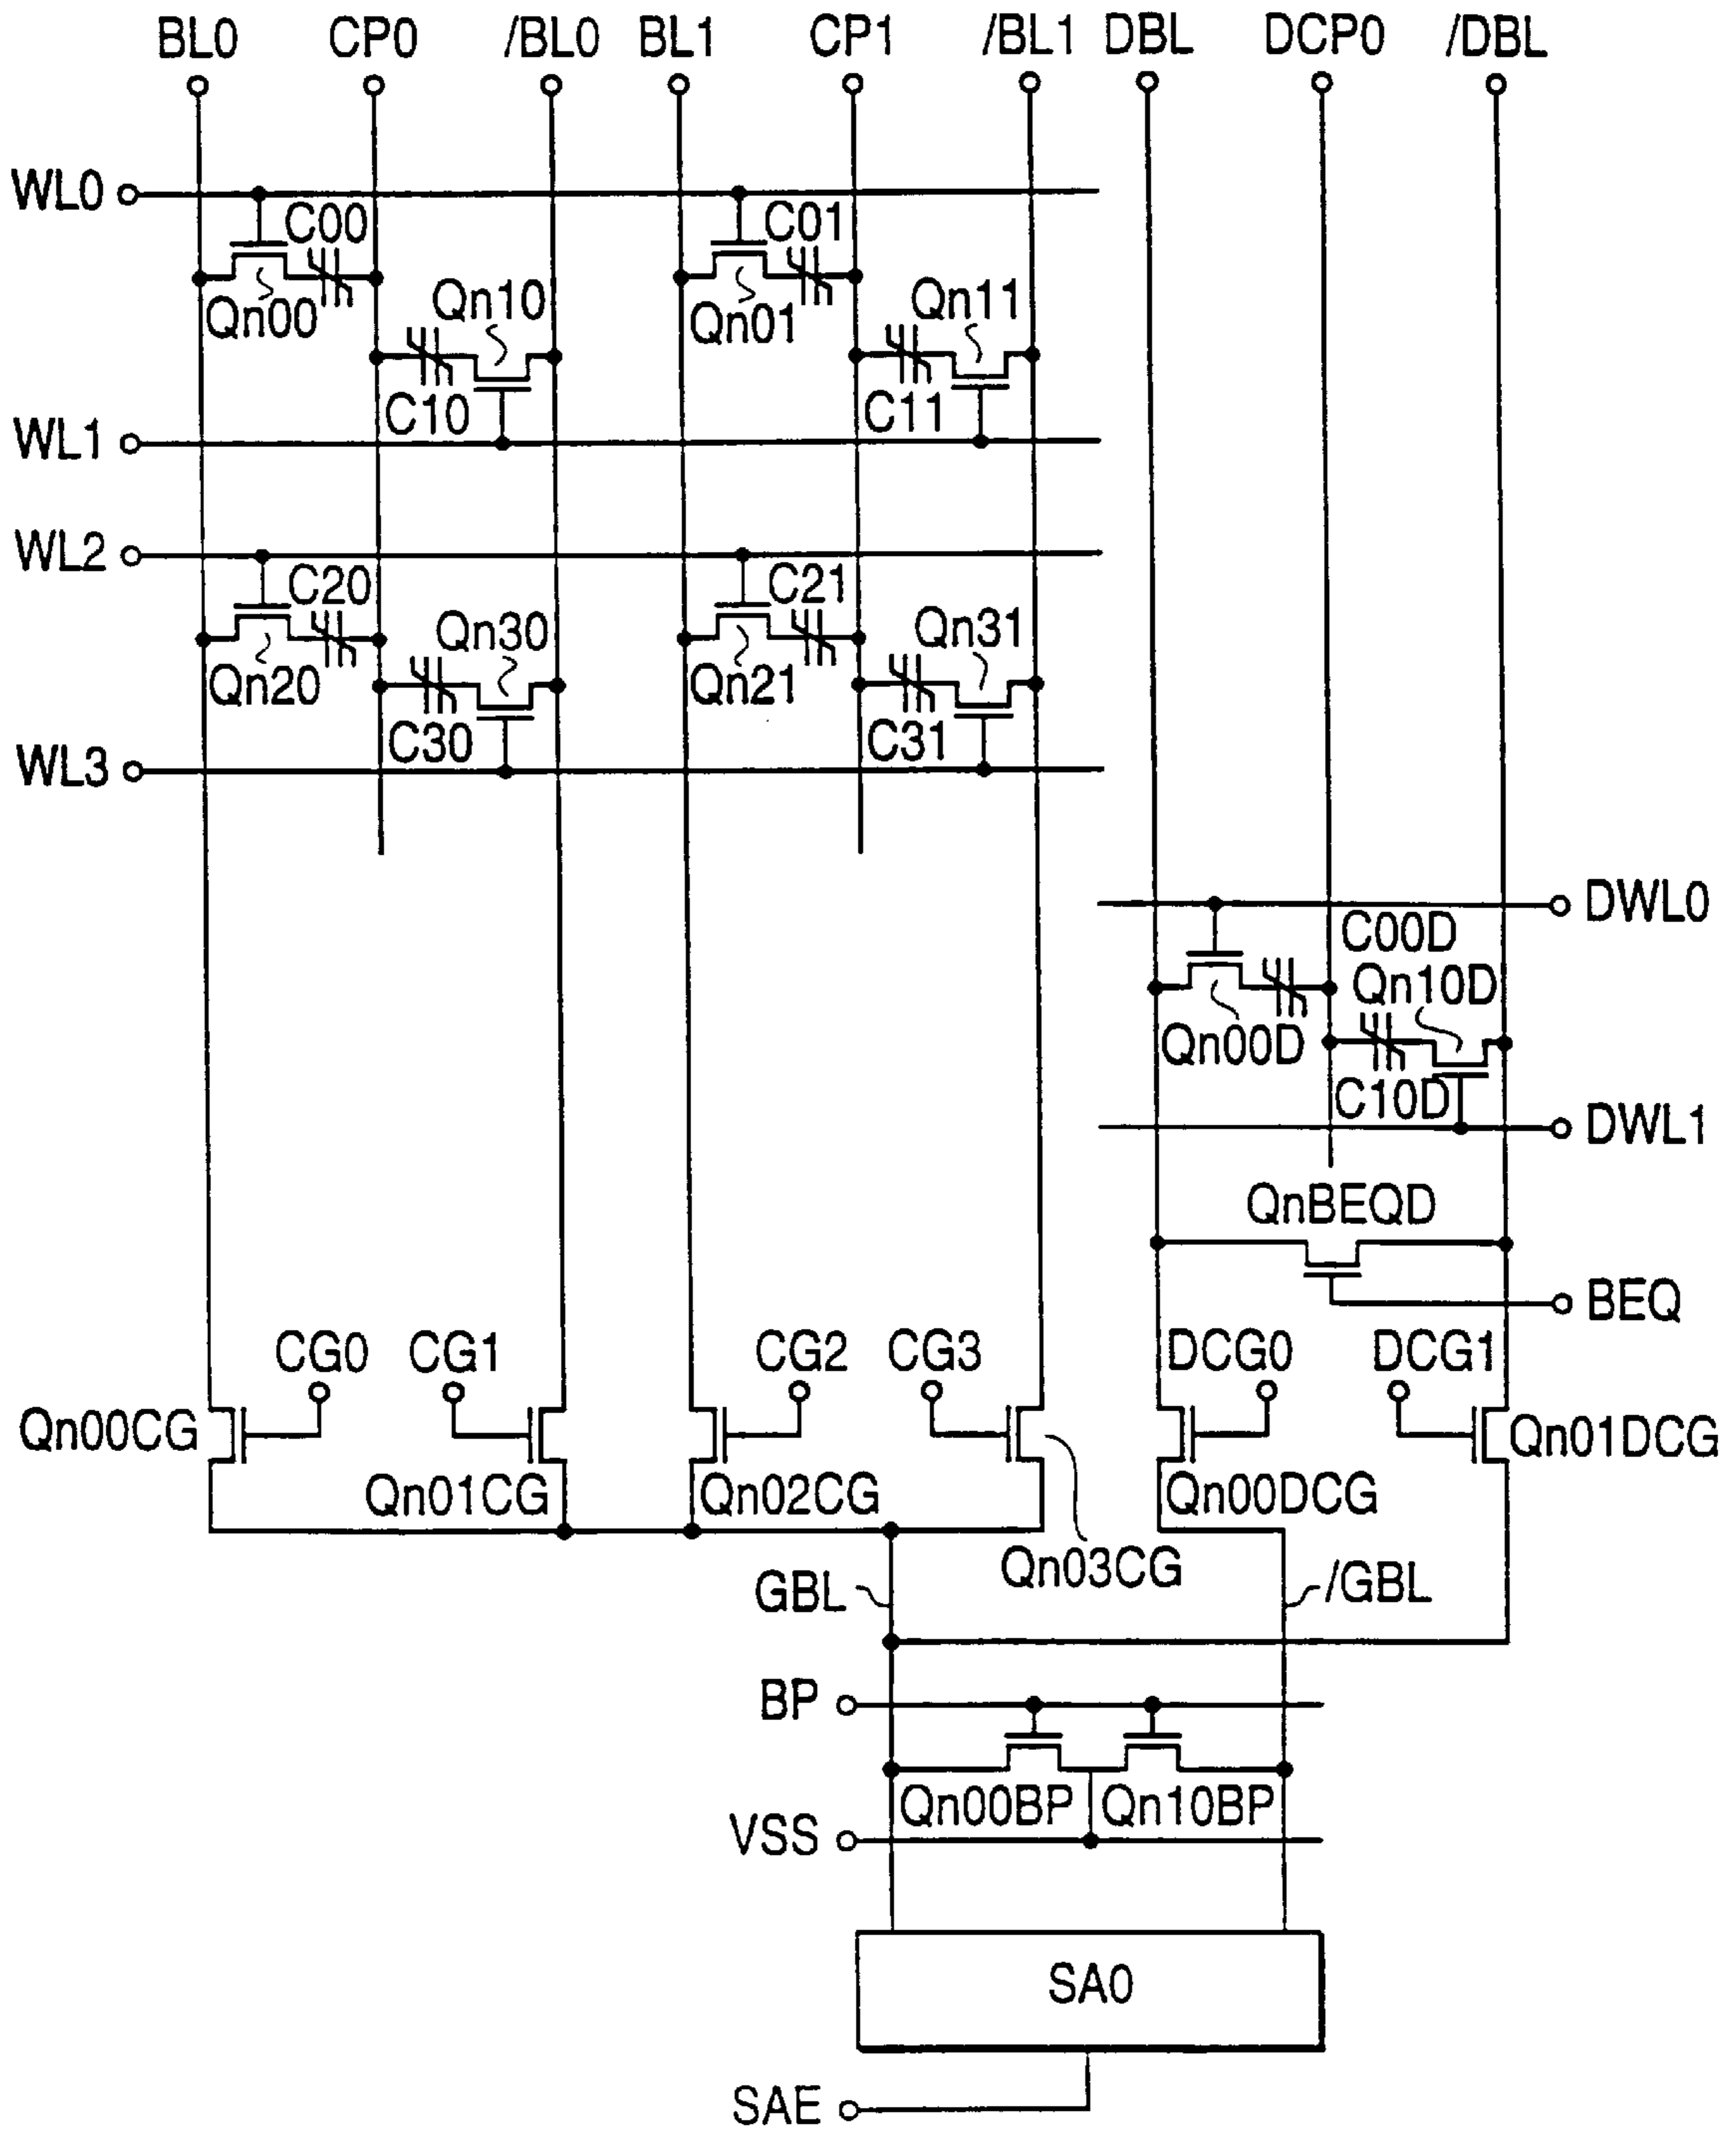 BL0 CP0 /BL0 BL1 CP1 /BL1 DBL DCP0 /DBL
WL0
C00 C01
Qn00 Qn10 Qn01 Qn11
C10 C11
WL1
WL2
C20 C21
Qn20 Qn30 Qn21 Qn31
C30 C31
WL3
DWL0
C00D
Qn10D
Qn00D
C10D
DWL1
QnBEQD
BEQ
CG0 CG1 CG2 CG3 DCG0 DCG1
Qn00CG Qn01DCG
Qn01CG Qn02CG Qn00DCG
Qn03CG
GBL /GBL
BP
Qn00BP Qn10BP
VSS
SA0
SAE